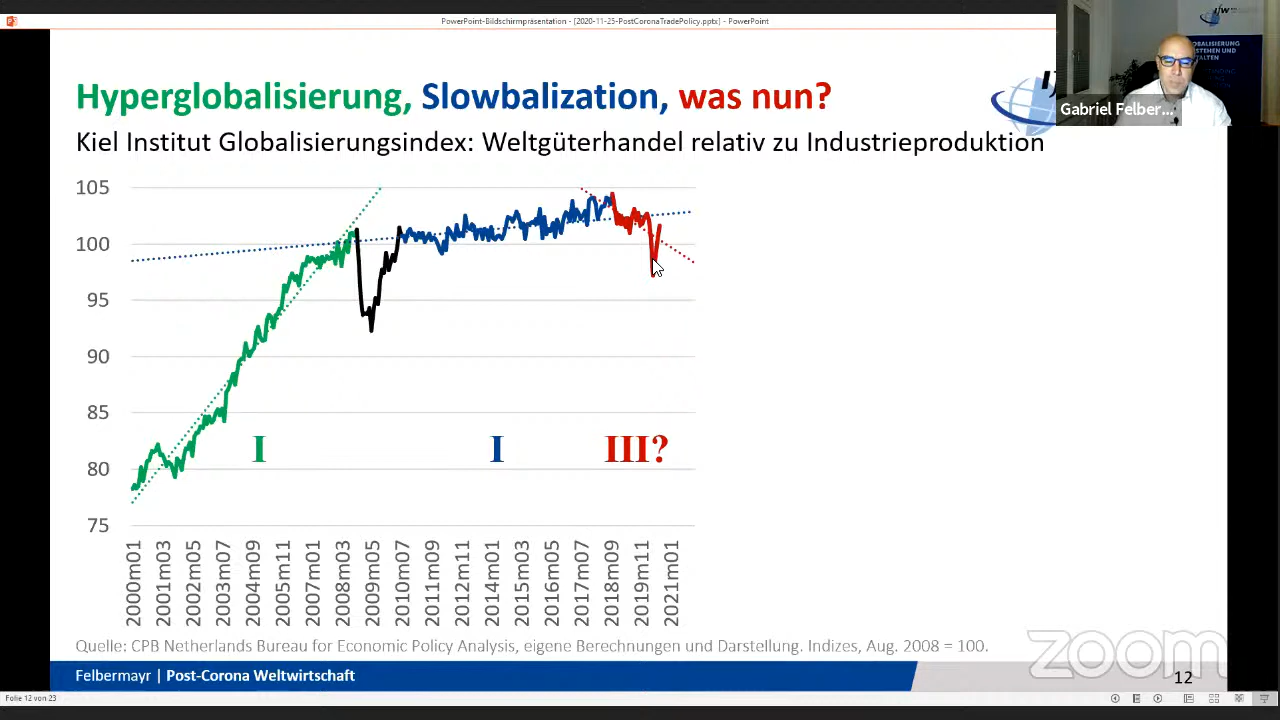 PowerPoint-Bildschirmpräsentation - [2020-11-25-PostCoronaTradePolicy.pptx] - PowerPoint
Gabriel Felber...
Hyperglobalisierung, Slowbalization, was nun?
Kiel Institut Globalisierungsindex: Weltgüterhandel relativ zu Industrieproduktion
105
100
95
90
85
80
75
I
I
III?
2000m01
2001m03
2002m05
2003m07
2004m09
2005m11
2007m01
2008m03
2009m05
2010m07
2011m09
2012m11
2014m01
2015m03
2016m05
2017m07
2018m09
2019m11
2021m01
Quelle: CPB Netherlands Bureau for Economic Policy Analysis, eigene Berechnungen und Darstellung. Indizes, Aug. 2008 = 100.
zoom
Felbermayr | Post-Corona Weltwirtschaft
12
Folie 12 von 23